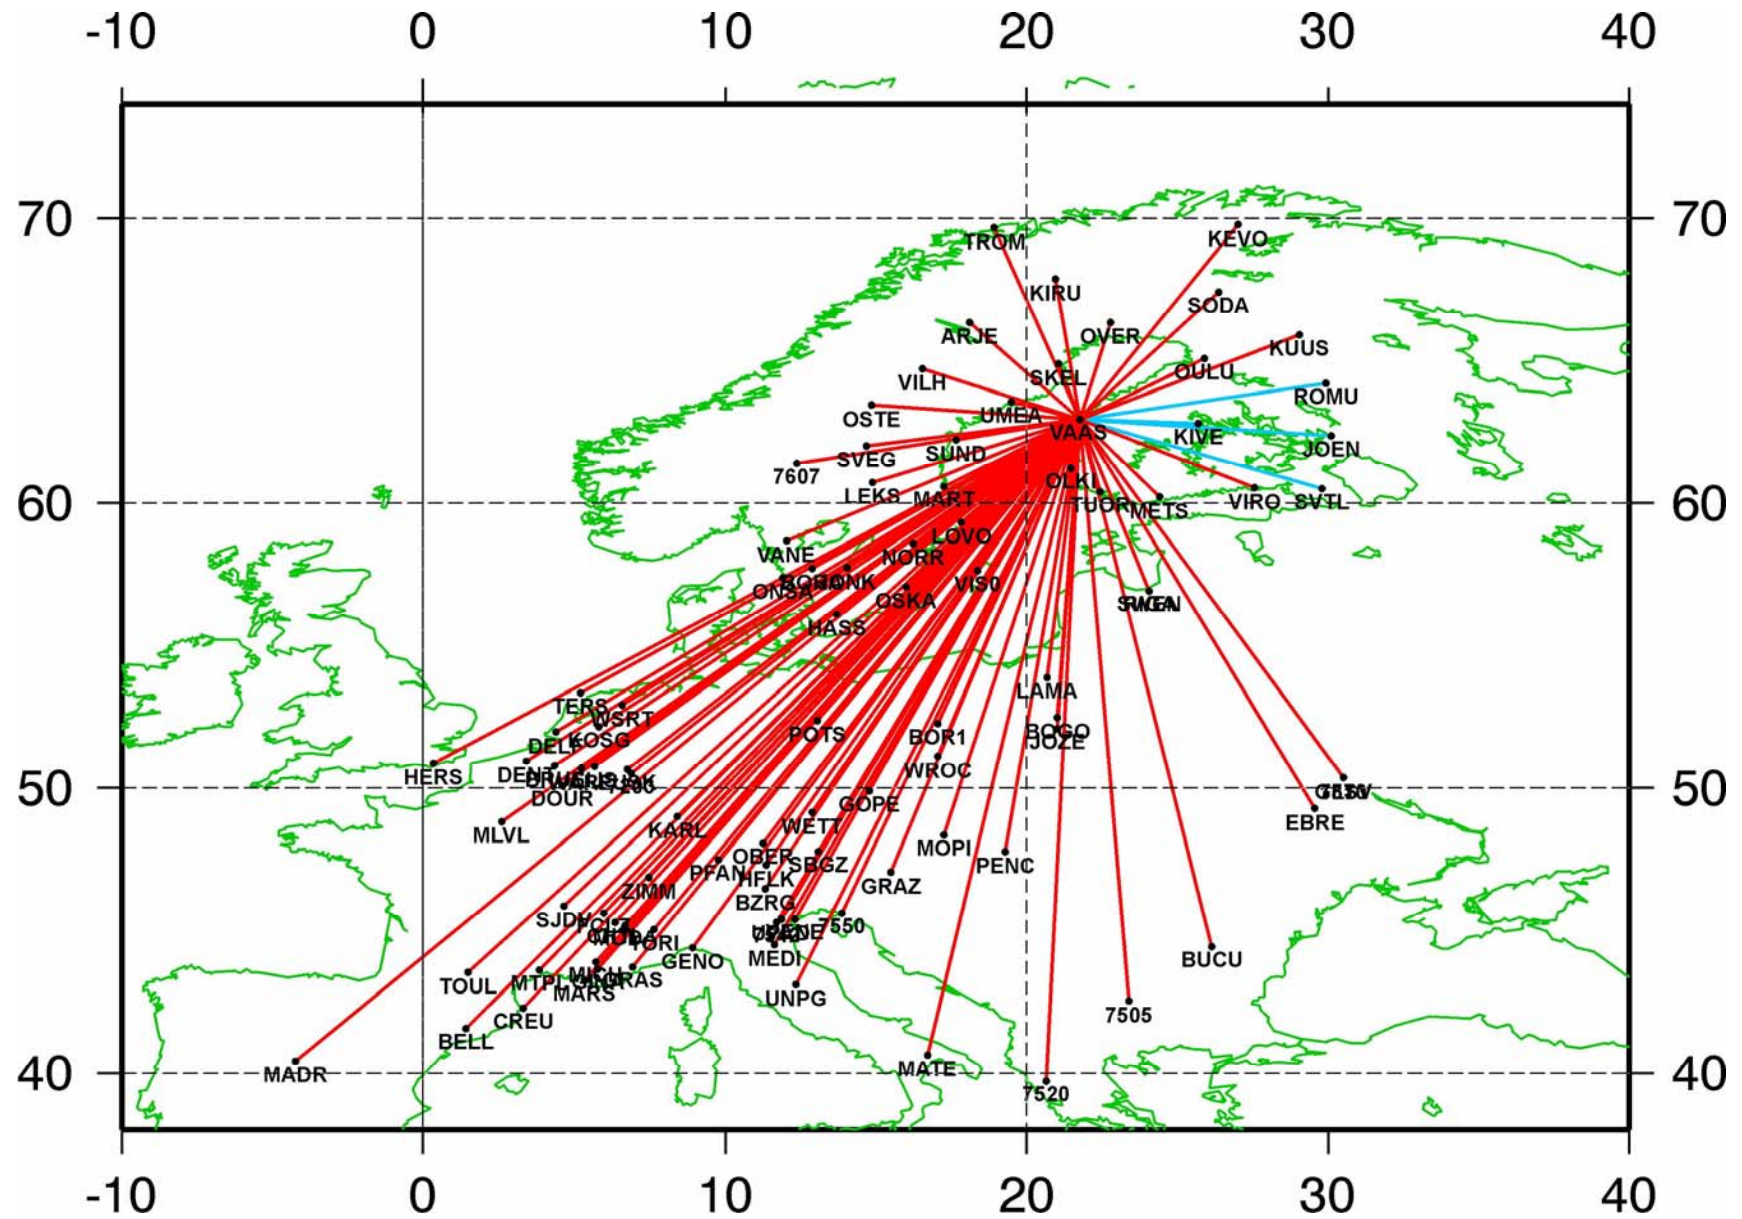 -10 0 10 20 30 40
70 70
TROM
KEVO
KIRU
SODA
ARJE
OVER
KUUS
SKEL
OULU
VILH
ROMU
OSTE
UMEA
VAAS
KIVE
JOEN
SUND
SVEG
7607
OLKI
LEKS
MART
TUOR
METS
VIRO
SVTL
60 60
LOVO
VANE
NORR
ONSA
JONK
VIS0
OSKA
RIGA
HASS
LAMA
TERS
WSRT
BOGO
POTS
BOR1
KOSG
JOZE
DELF
WROC
HERS
DENT
50 50
DOUR
GOPE
EBRE
WETT
KARL
MLVL
MOPI
OBER
SBGZ
PENC
PFAN
HFLK
GRAZ
ZIMM
BZRG
SJDV
7550
TORI
MEDI
BUCU
GENO
MICH
GRAS
MTPL
TOUL
MARS
UNPG
7505
CREU
BELL
MATE
40 40
MADR
7520
-10 0 10 20 30 40